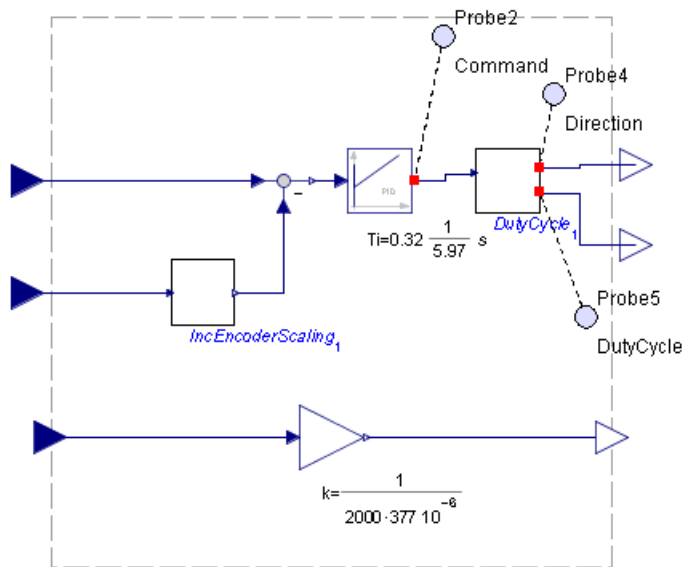 Probe2
Command
Probe4
Direction
PID
Ti=0.32 1/5.97 s
DutyCycle1
Probe5
DutyCycle
IncEncoderScaling1
k=1/(2000·377 10^-6)
-